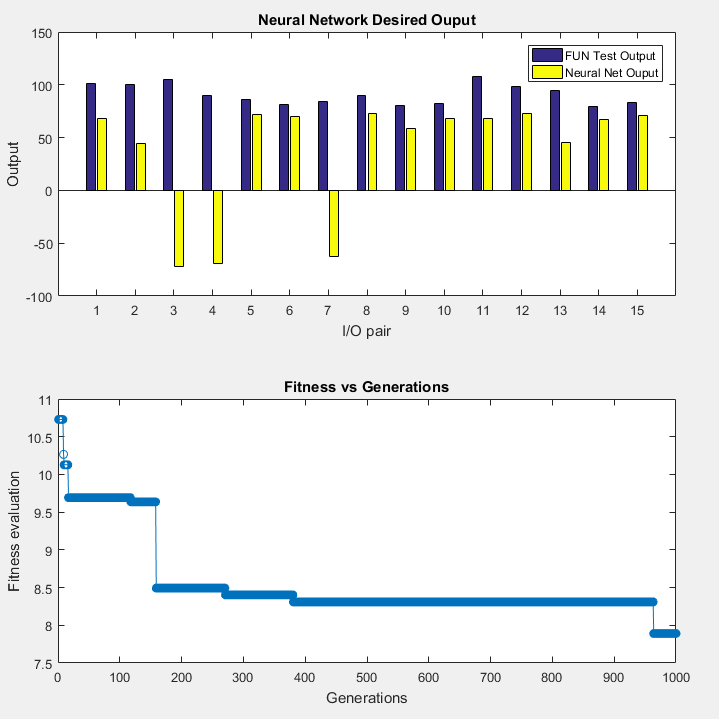 Neural Network Desired Ouput
150
100
50
0
-50
-100
Output
FUN Test Output
Neural Net Ouput
1 2 3 4 5 6 7 8 9 10 11 12 13 14 15
I/O pair
Fitness vs Generations
11
10.5
10
9.5
9
8.5
8
7.5
Fitness evaluation
0 100 200 300 400 500 600 700 800 900 1000
Generations